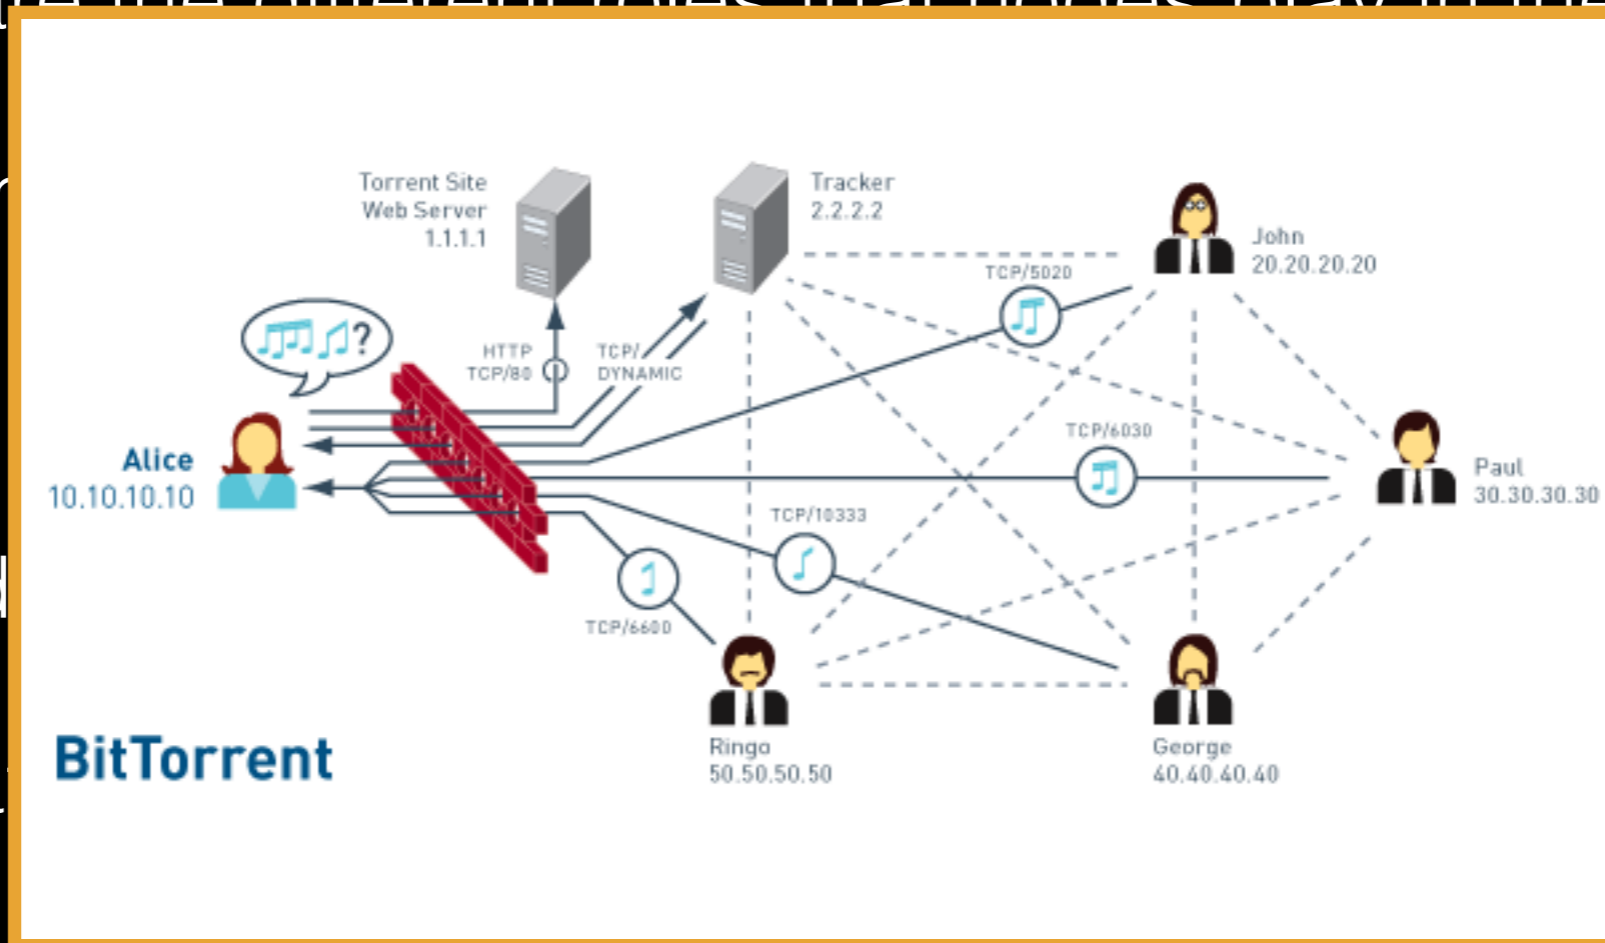 Torrent Site
Web Server
1.1.1.1
Tracker
2.2.2.2
John
20.20.20.20
TCP/5020
?
HTTP
TCP/80
TCP/
DYNAMIC
Alice
10.10.10.10
TCP/6030
Paul
30.30.30.30
TCP/10333
TCP/6600
BitTorrent
Ringo
50.50.50.50
George
40.40.40.40